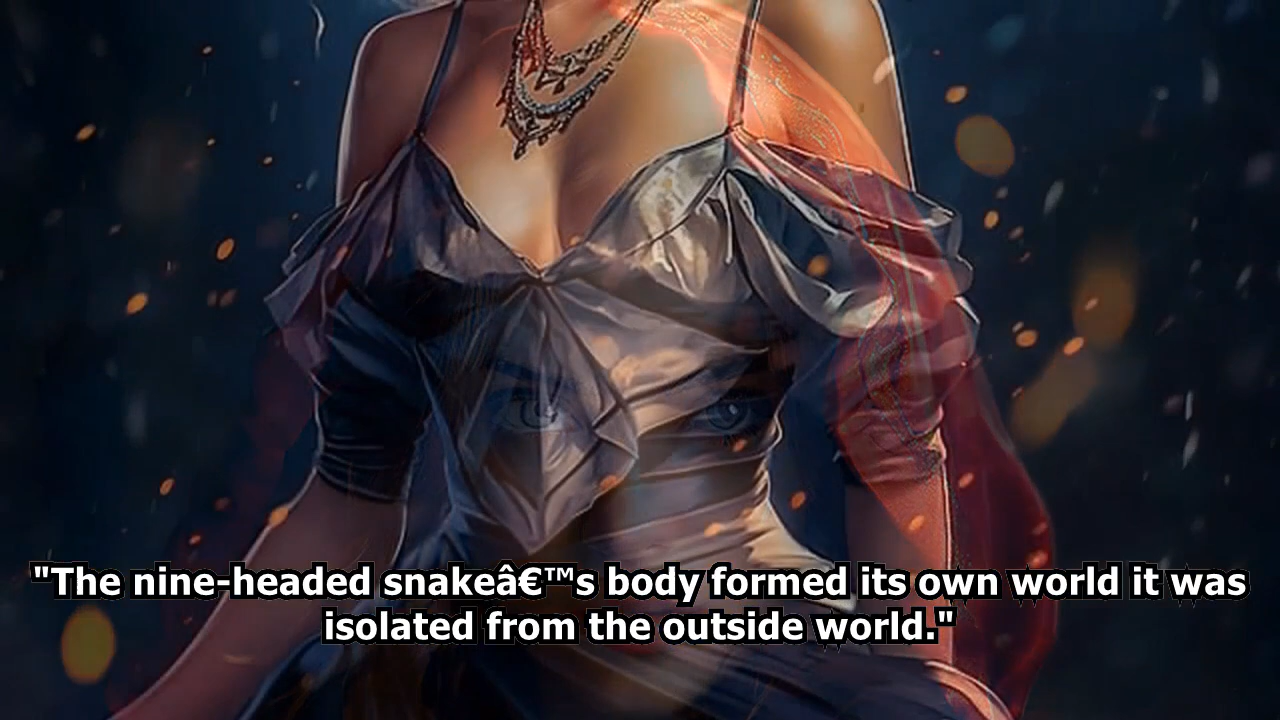 "The nine-headed snakeâ€™s body formed its own world it was
isolated from the outside world."